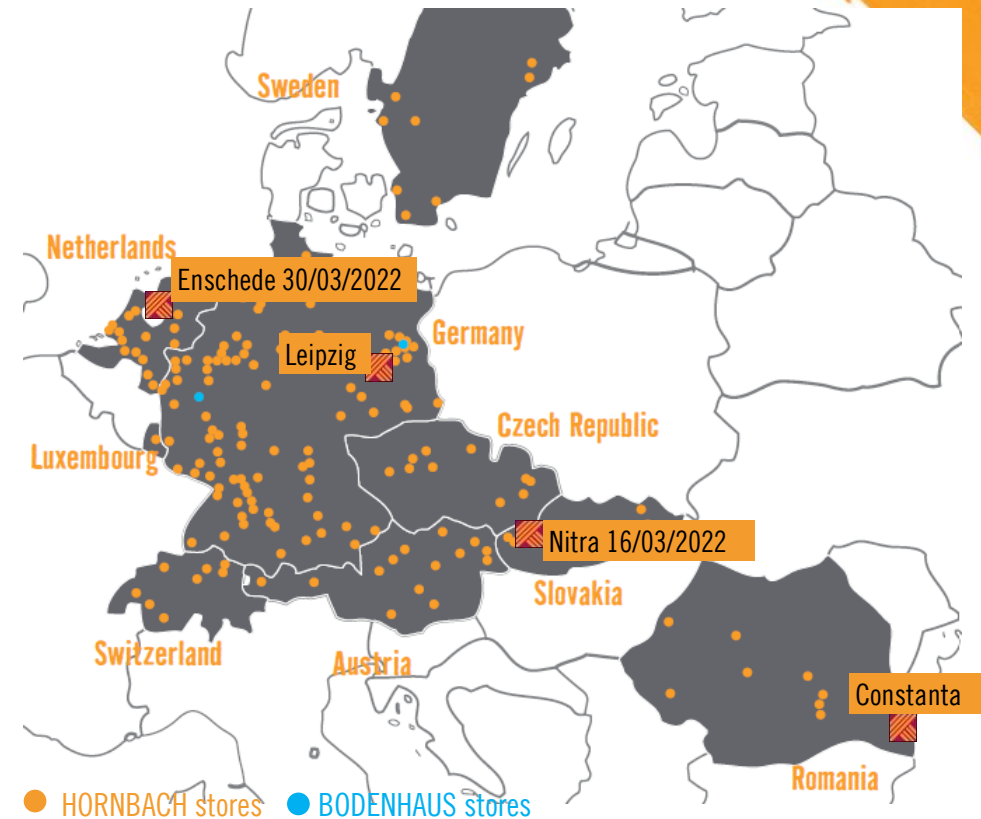 Sweden
Netherlands
Enschede 30/03/2022
Germany
Leipzig
Czech Republic
Luxembourg
Nitra 16/03/2022
Slovakia
Switzerland
Austria
Constanta
Romania
HORNBACH stores BODENHAUS stores